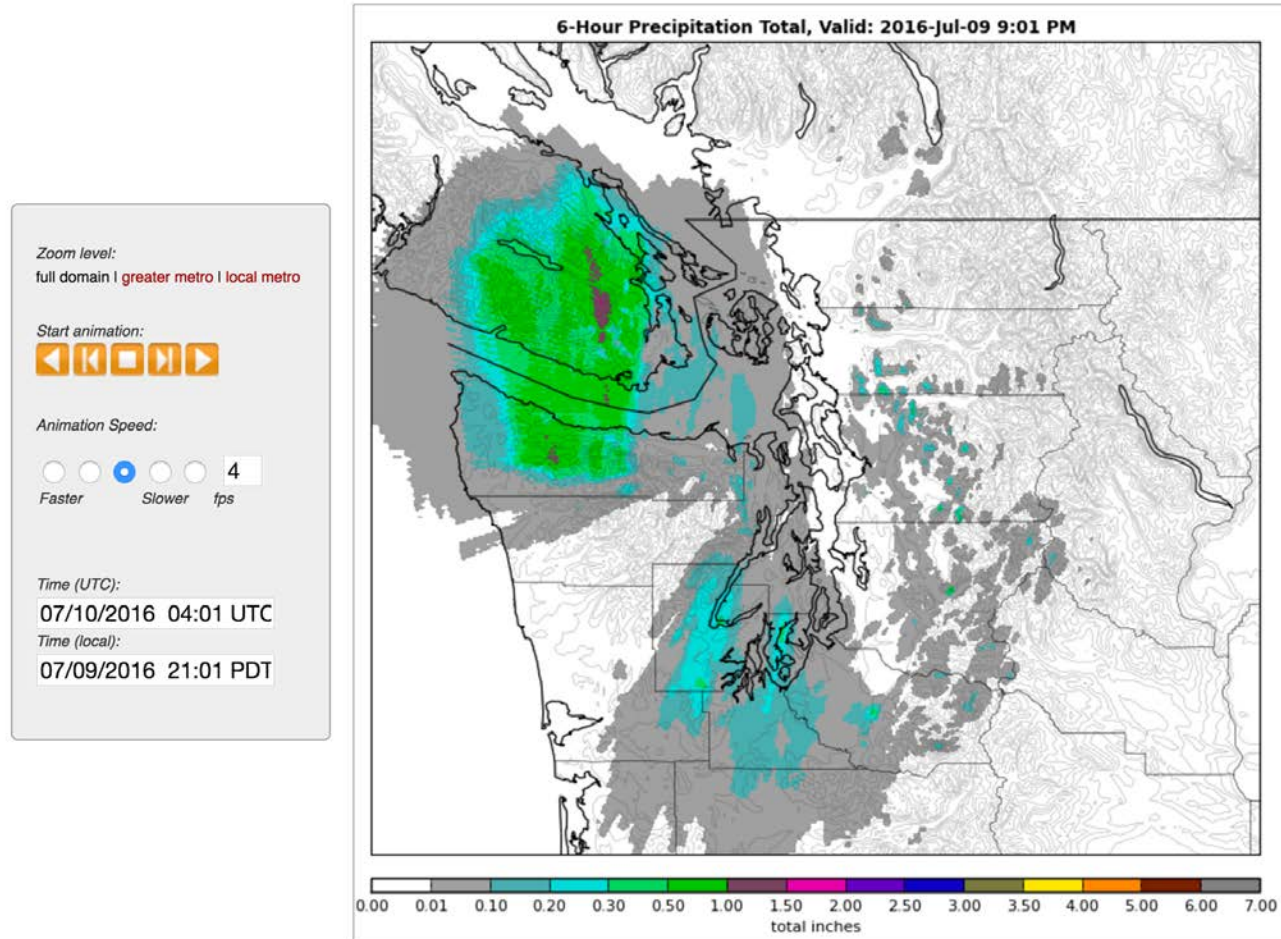 6-Hour Precipitation Total, Valid: 2016-Jul-09 9:01 PM
Zoom level:
full domain | greater metro | local metro
Start animation:
Animation Speed:
4
Faster Slower fps
Time (UTC):
07/10/2016 04:01 UTC
Time (local):
07/09/2016 21:01 PDT
0.00 0.01 0.10 0.20 0.30 0.50 1.00 1.50 2.00 2.50 3.00 3.50 4.00 5.00 6.00 7.00
total inches